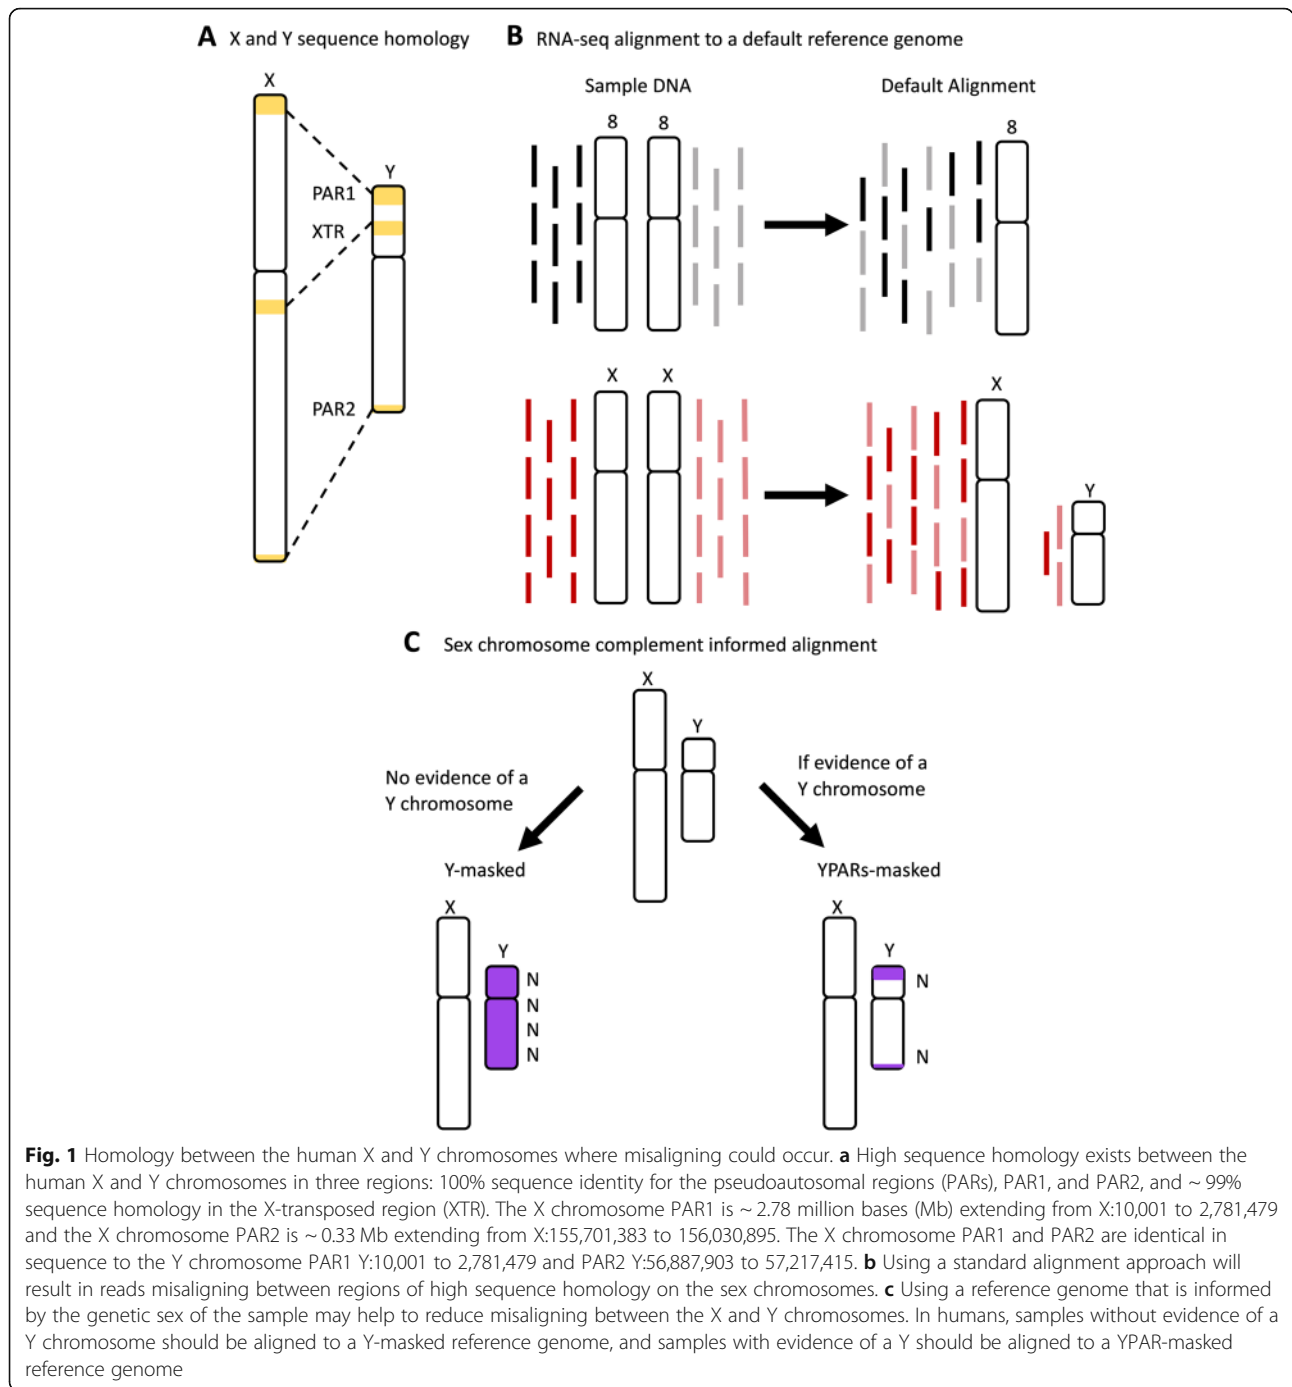 A X and Y sequence homology
X
Y
PAR1
XTR
PAR2
B RNA-seq alignment to a default reference genome
Sample DNA
Default Alignment
8 8
8
X X
X
Y
C Sex chromosome complement informed alignment
X
Y
No evidence of a
Y chromosome
If evidence of a
Y chromosome
Y-masked
X
Y
N
N
N
N
YPARs-masked
X
Y
N
N
Fig. 1 Homology between the human X and Y chromosomes where misaligning could occur. a High sequence homology exists between the
human X and Y chromosomes in three regions: 100% sequence identity for the pseudoautosomal regions (PARs), PAR1, and PAR2, and ~ 99%
sequence homology in the X-transposed region (XTR). The X chromosome PAR1 is ~ 2.78 million bases (Mb) extending from X:10,001 to 2,781,479
and the X chromosome PAR2 is ~ 0.33 Mb extending from X:155,701,383 to 156,030,895. The X chromosome PAR1 and PAR2 are identical in
sequence to the Y chromosome PAR1 Y:10,001 to 2,781,479 and PAR2 Y:56,887,903 to 57,217,415. b Using a standard alignment approach will
result in reads misaligning between regions of high sequence homology on the sex chromosomes. c Using a reference genome that is informed
by the genetic sex of the sample may help to reduce misaligning between the X and Y chromosomes. In humans, samples without evidence of a
Y chromosome should be aligned to a Y-masked reference genome, and samples with evidence of a Y should be aligned to a YPAR-masked
reference genome